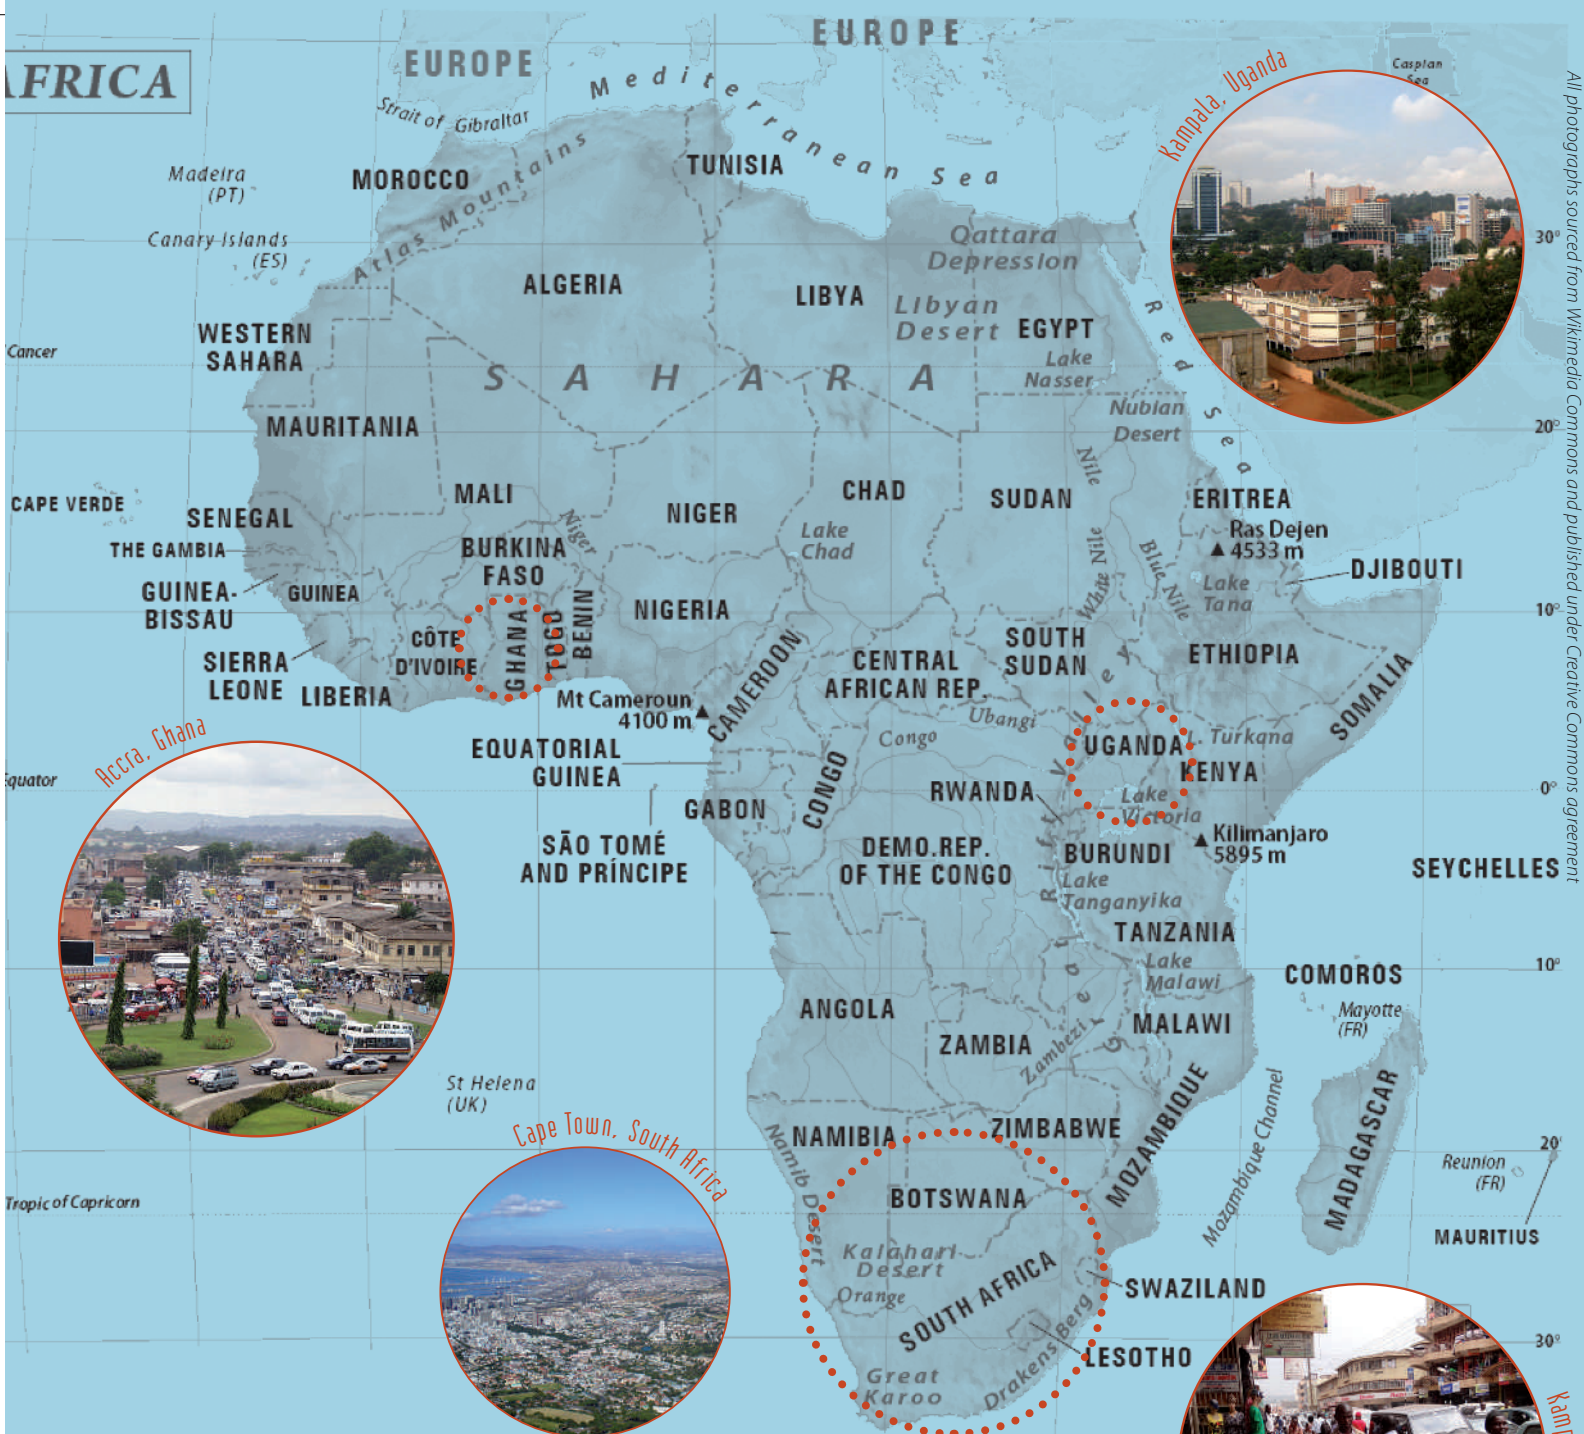 AFRICA
EUROPE
EUROPE
Caspian
Sea
Kampala, Uganda
Mediterranean Sea
Strait of Gibraltar
Madeira
(PT)
MOROCCO
Atlas Mountains
TUNISIA
Canary Islands
(ES)
Qattara
Depression
30°
ALGERIA
LIBYA
Libyan
Desert
EGYPT
Red Sea
WESTERN
SAHARA
Cancer
Lake
Nasser
SAHARA
Nubian
Desert
MAURITANIA
20°
Nile
CAPE VERDE
SENEGAL
MALI
NIGER
CHAD
SUDAN
ERITREA
Ras Dejen
4533 m
THE GAMBIA
Niger
Lake
Chad
BURKINA
FASO
White Nile
Blue Nile
DJIBOUTI
GUINEA-
BISSAU
GUINEA
Lake
Tana
NIGERIA
10°
CÔTE
D'IVOIRE
GHANA
TOGO
BENIN
SIERRA
LEONE
LIBERIA
CAMEROON
CENTRAL
AFRICAN REP.
SOUTH
SUDAN
ETHIOPIA
SOMALIA
Mt Cameroun
4100 m
Ubangi
Congo
UGANDA
L. Turkana
KENYA
EQUATORIAL
GUINEA
Accra, Ghana
Equator
0°
GABON
CONGO
RWANDA
Lake
Victoria
Kilimanjaro
5895 m
SÃO TOMÉ
AND PRÍNCIPE
DEMO.REP.
OF THE CONGO
BURUNDI
Great Rift Valley
Lake
Tanganyika
SEYCHELLES
TANZANIA
Lake
Malawi
10°
COMOROS
Mayotte
(FR)
ANGOLA
ZAMBIA
Zambezi
MALAWI
St Helena
(UK)
Cape Town, South Africa
NAMIBIA
ZIMBABWE
MOZAMBIQUE
Mozambique Channel
MADAGASCAR
20°
Reunion
(FR)
MAURITIUS
Tropic of Capricorn
Namib Desert
BOTSWANA
Kalahari
Desert
Orange
SOUTH AFRICA
SWAZILAND
LESOTHO
Drakens Berg
Great
Karoo
30°
Kamp
All photographs sourced from Wikimedia Commons and published under Creative Commons agreement